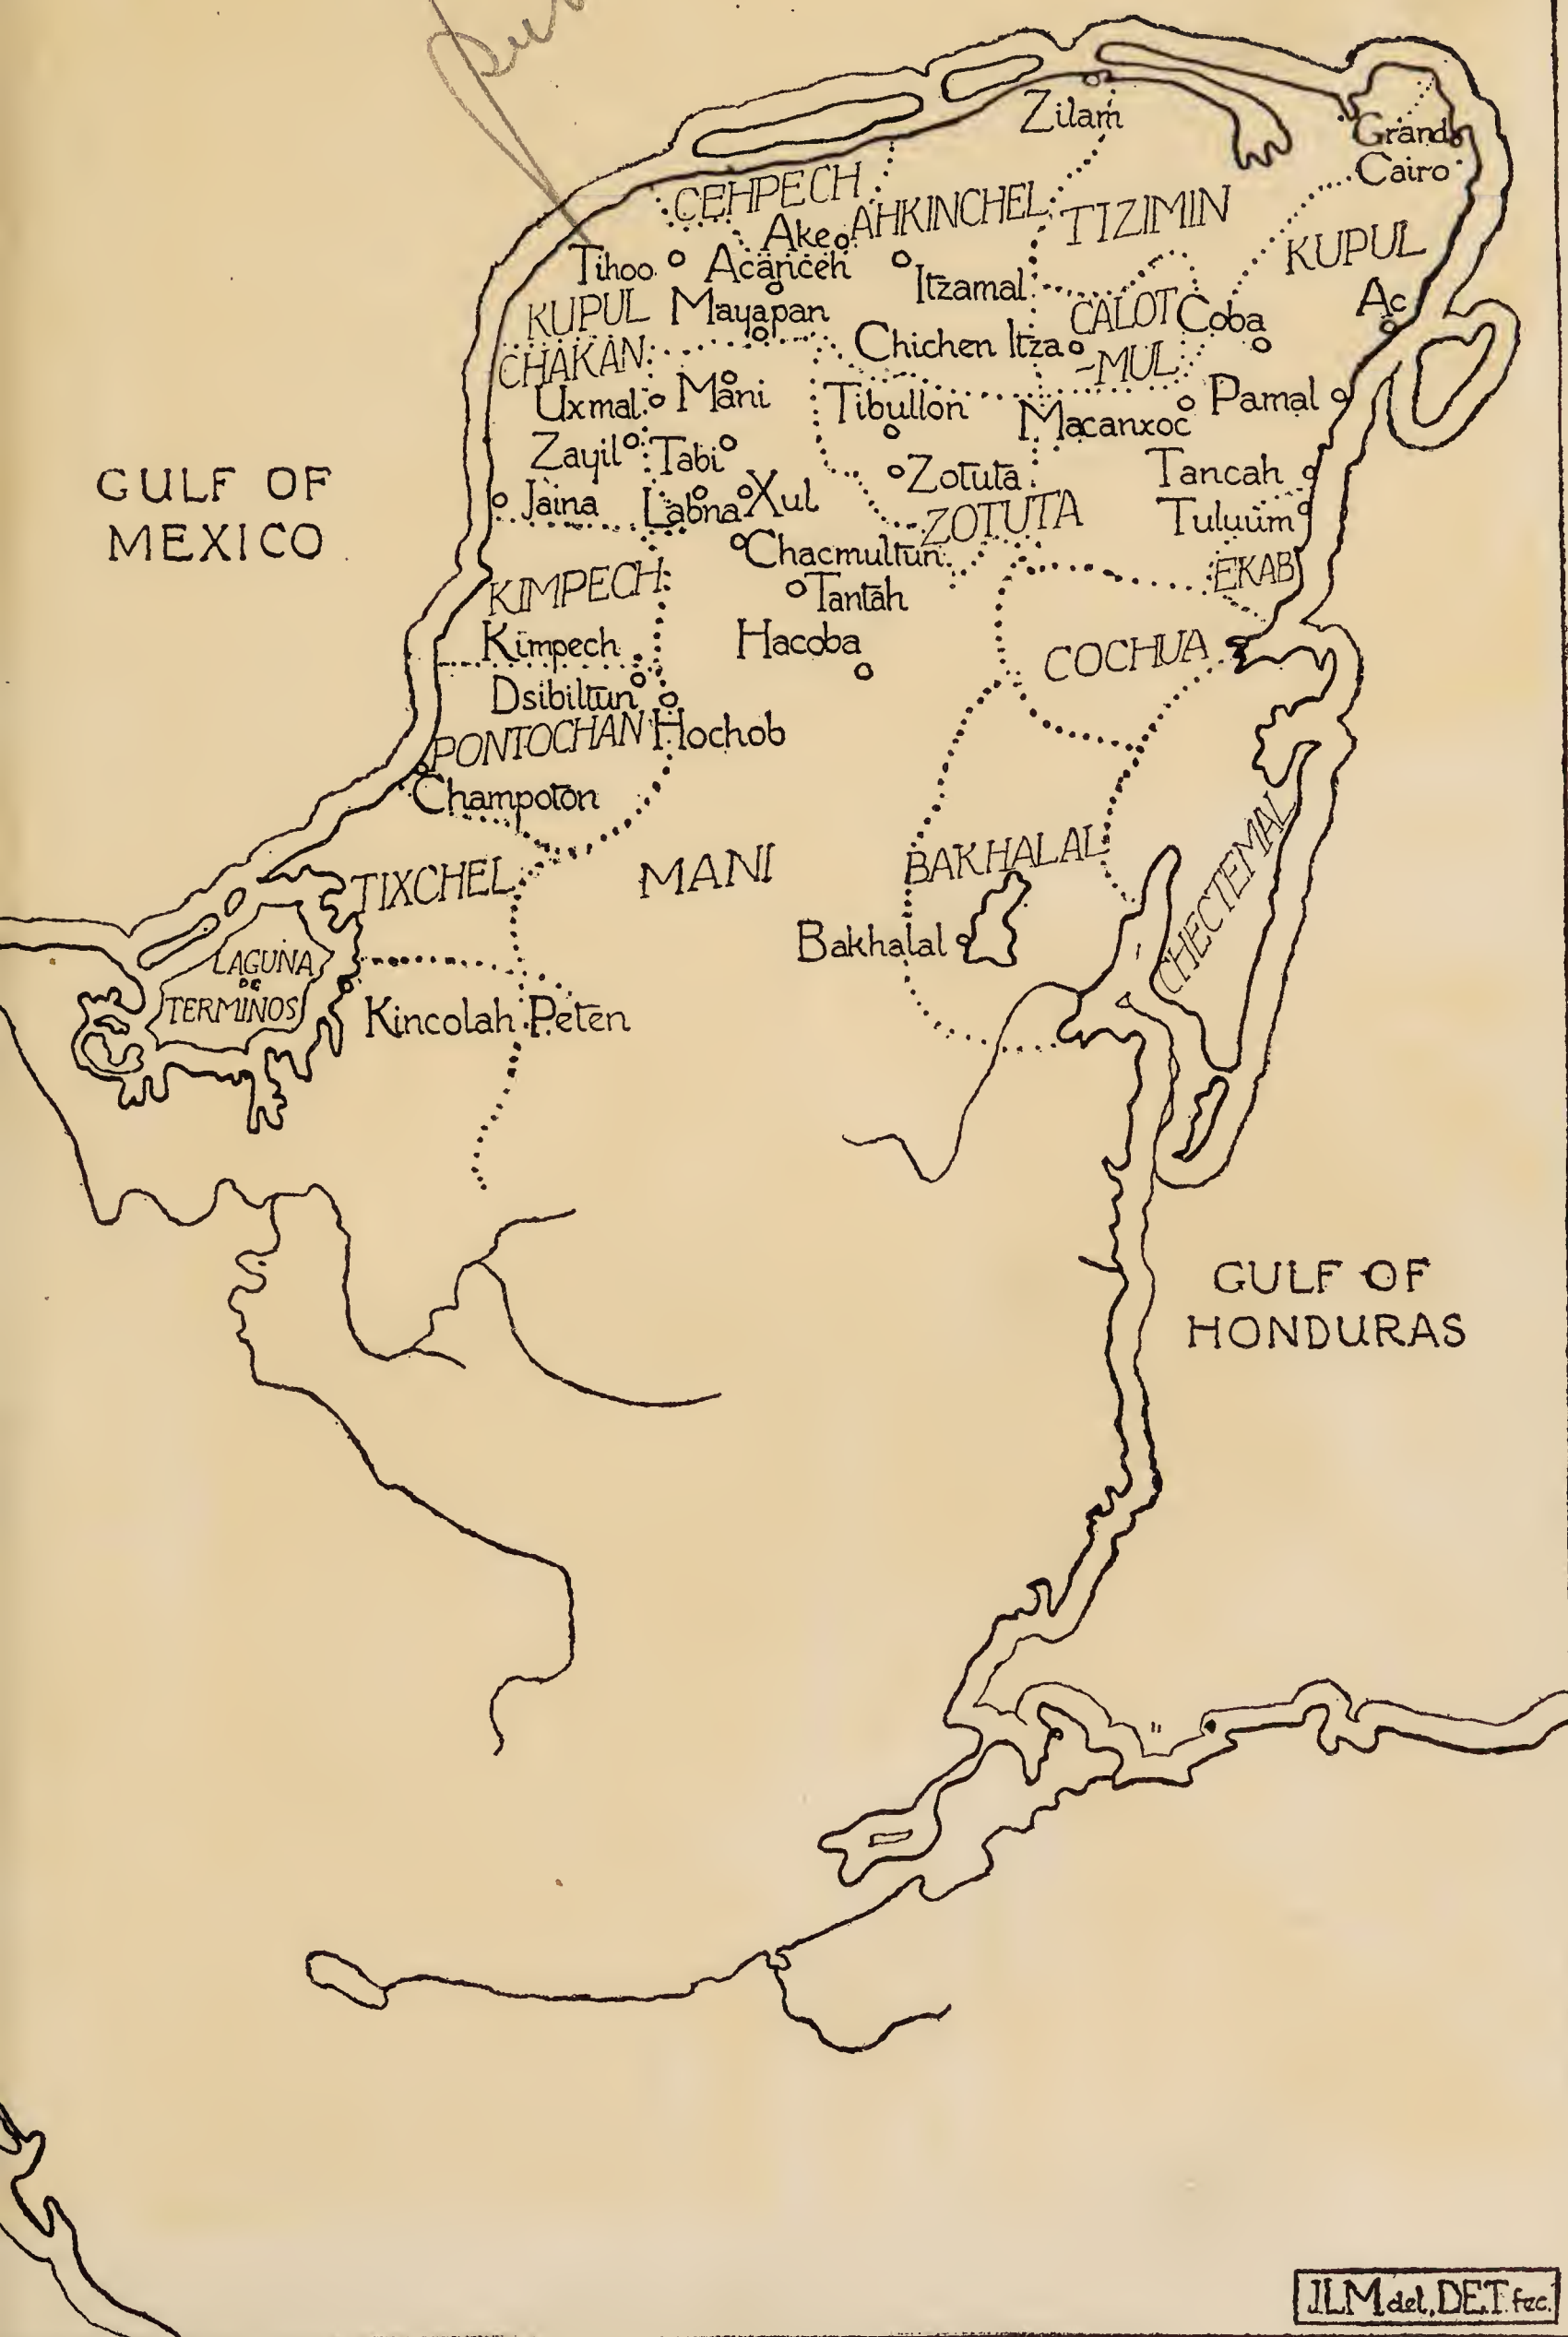 Zilam
Grand
Cairo
CEHPECH
AHKINCHEL
TIZIMIN
Ake
KUPUL
Tihoo
Acanceh
Itzamal
KUPUL
Mayapan
CALOT
-MUL
Coba
Ac
CHAKAN
Chichen Itza
Uxmal
Mani
Tibullon
Macanxoc
Pamal
Zayil
Tabi
Zotuta
Tancah
GULF OF
MEXICO
Jaina
Labna
Xul
ZOTUTA
Tuluum
Chacmultun
KIMPECH
Tantah
EKAB
Kimpech
Hacoba
COCHUA
Dsibiltun
PONTOCHAN
Hochob
Champoton
TIXCHEL
MANI
BAKHALAL
CHECTEMAL
Bakhalal
LAGUNA
DE
TERMINOS
Kincolah Peten
GULF OF
HONDURAS
JLM del, DET. fec.